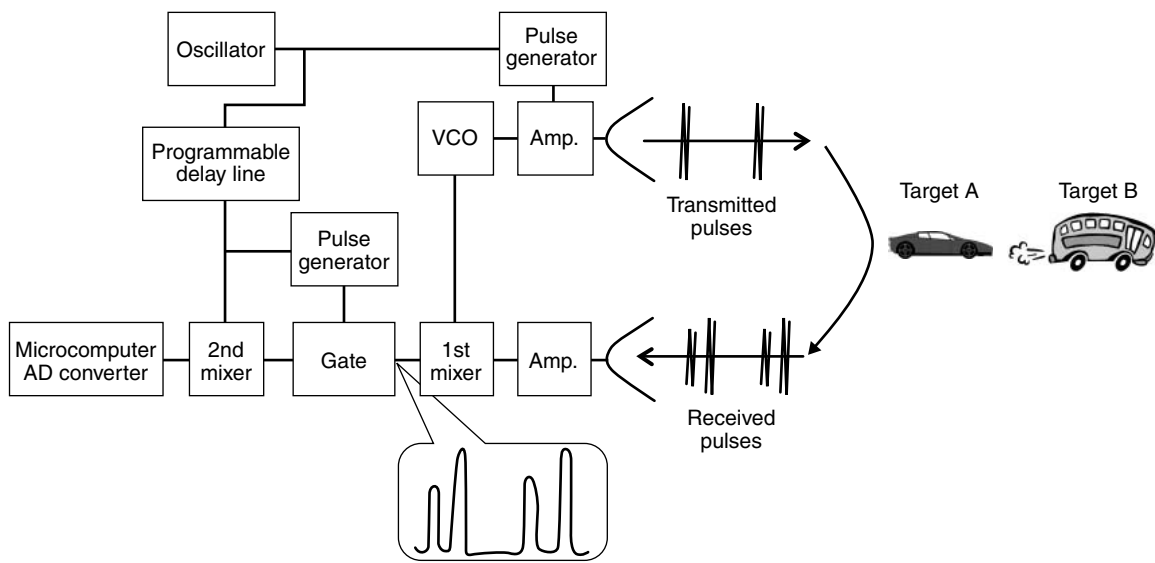 Oscillator
Pulse
generator
Programmable
delay line
VCO
Amp.
Transmitted
pulses
Target A
Target B
Pulse
generator
Microcomputer
AD converter
2nd
mixer
Gate
1st
mixer
Amp.
Received
pulses